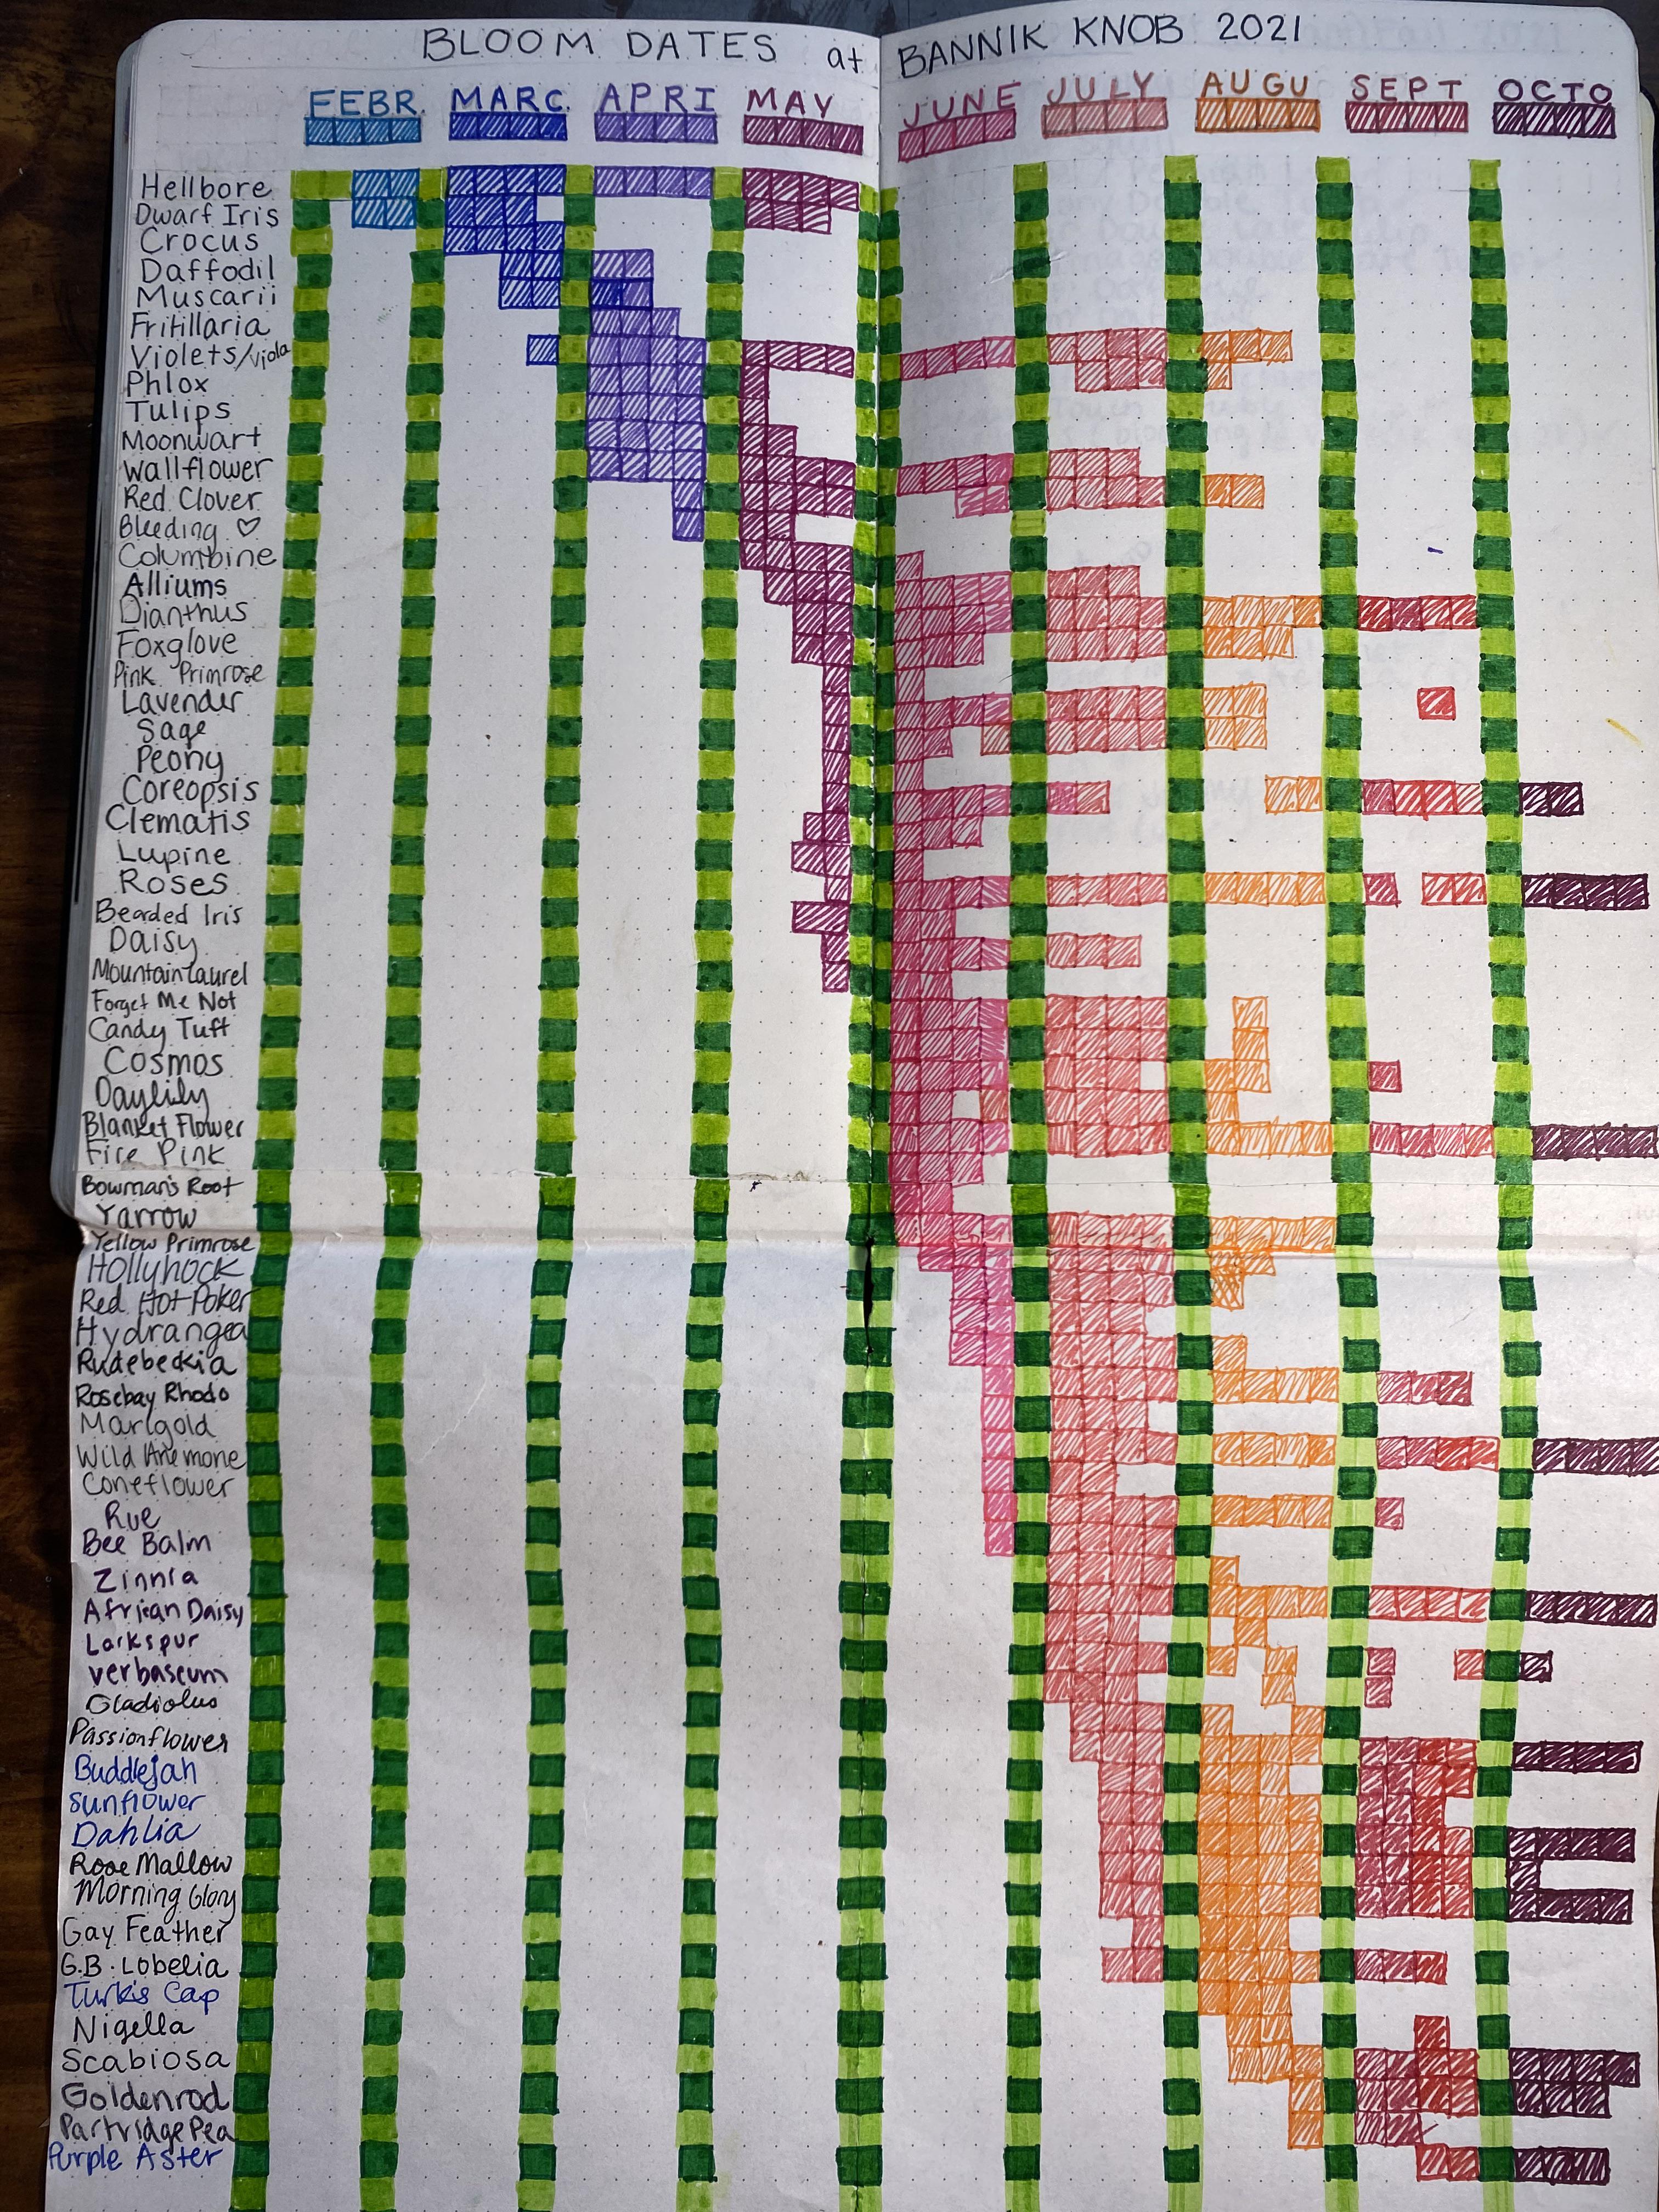 BLOOM DATES at BANNIK KNOB 2021
FEBR. MARC. APRI MAY JUNE JULY AUGU SEPT OCTO
Hellbore
Dwarf Iris
Crocus
Daffodil
Muscarii
Fritillaria
Violets/viola
Phlox
Tulips
Moonwart
Wallflower
Red Clover
Bleeding ♡
Columbine
Alliums
Dianthus
Foxglove
Pink Primrose
Lavender
Sage
Peony
Coreopsis
Clematis
Lupine
Roses
Bearded Iris
Daisy
Mountain Laurel
Forget Me Not
Candy Tuft
Cosmos
Daylily
Blanket Flower
Fire Pink
Bowman's Root
Yarrow
Yellow Primrose
Hollyhock
Red Hot Poker
Hydrangea
Rudebeckia
Rosebay Rhodo
Marigold
Wild Anemone
Coneflower
Rue
Bee Balm
Zinnia
African Daisy
Larkspur
verbascum
Gladiolus
Passionflower
Buddlejah
Sunflower
Dahlia
Rose Mallow
Morning Glory
Gay Feather
G.B. Lobelia
Turk's Cap
Nigella
Scabiosa
Goldenrod
Partridge Pea
Purple Aster